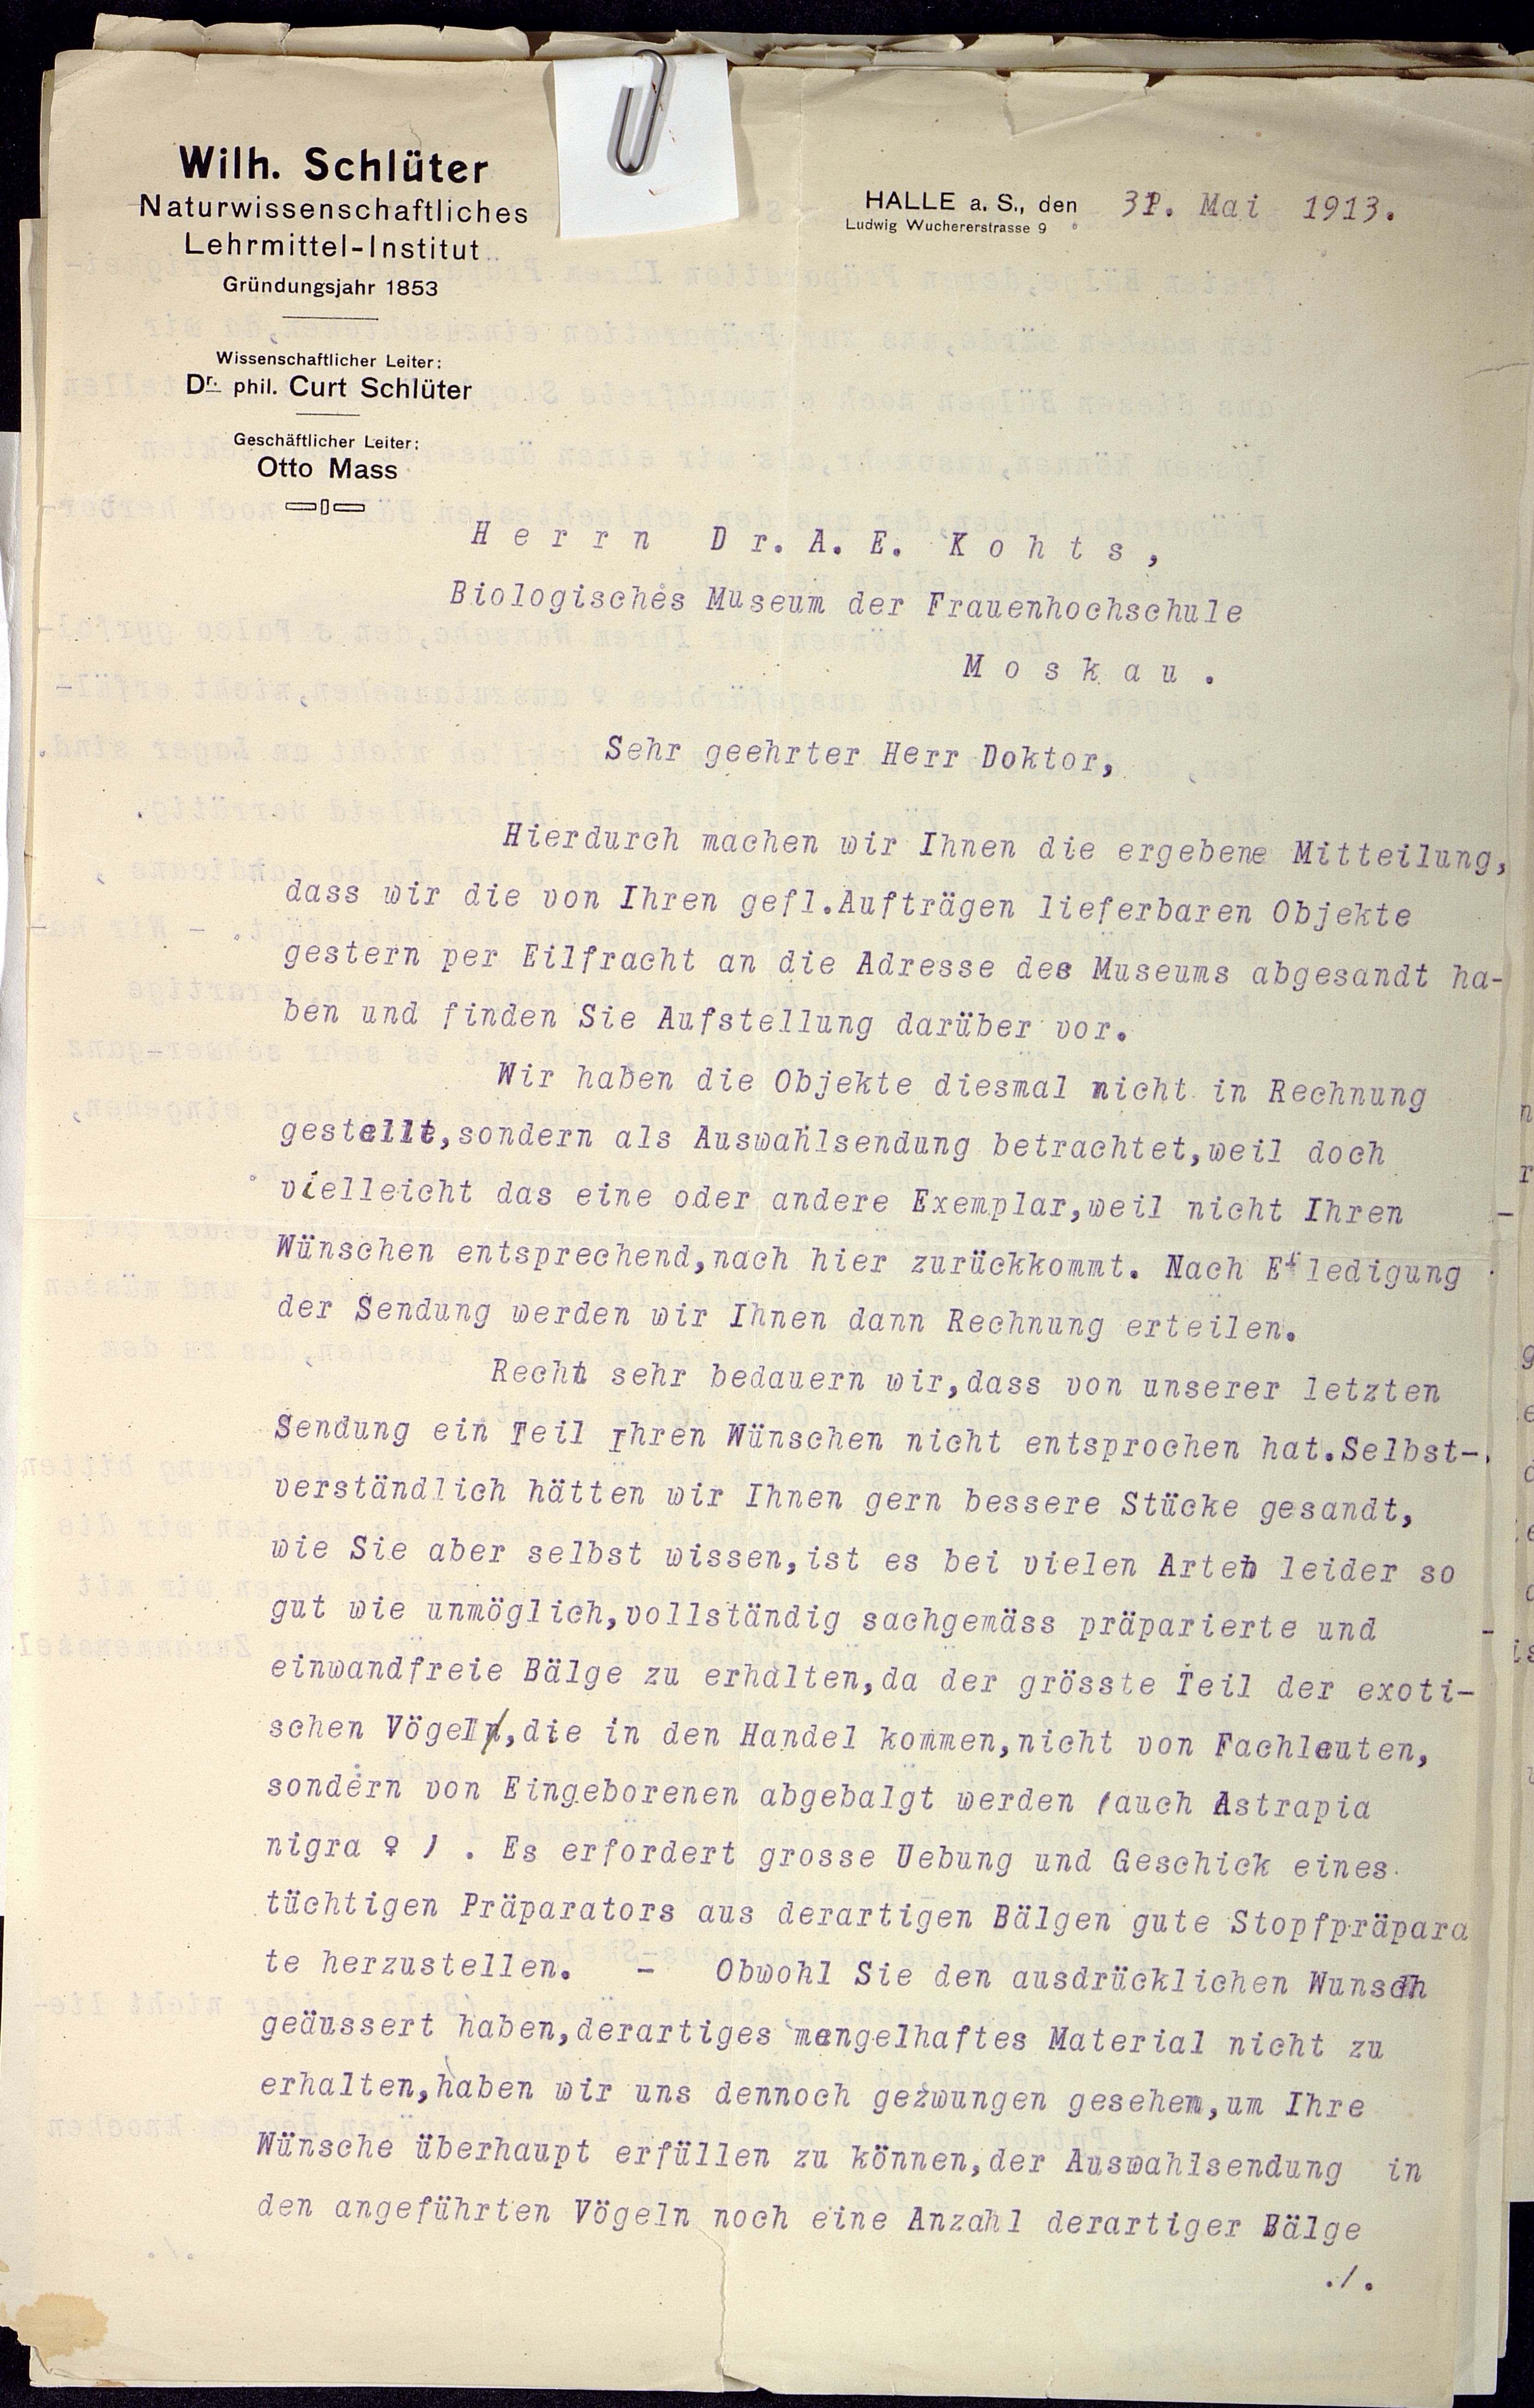 Wilh. Schlüter
Naturwissenschaftliches
Lehrmittel-Institut
Gründungsjahr 1853
Wissenschaftlicher Leiter:
Dr. phil. Curt Schlüter
Geschäftlicher Leiter:
Otto Mass
HALLE a. S., den 31. Mai 1913.
Ludwig Wuchererstrasse 9
Herrn Dr. A. E. Kohts,
Biologisches Museum der Frauenhochschule
Moskau.
Sehr geehrter Herr Doktor,
Hierdurch machen wir Ihnen die ergebene Mitteilung,
dass wir die von Ihren gefl.Aufträgen lieferbaren Objekte
gestern per Eilfracht an die Adresse des Museums abgesandt ha-
ben und finden Sie Aufstellung darüber vor.
Wir haben die Objekte diesmal nicht in Rechnung
gestellt,sondern als Auswahlsendung betrachtet,weil doch
vielleicht das eine oder andere Exemplar,weil nicht Ihren
Wünschen entsprechend,nach hier zurückkommt. Nach Erledigung
der Sendung werden wir Ihnen dann Rechnung erteilen.
Recht sehr bedauern wir,dass von unserer letzten
Sendung ein Teil Ihren Wünschen nicht entsprochen hat.Selbst-
verständlich hätten wir Ihnen gern bessere Stücke gesandt,
wie Sie aber selbst wissen,ist es bei vielen Arten leider so
gut wie unmöglich,vollständig sachgemäss präparierte und
einwandfreie Bälge zu erhalten,da der grösste Teil der exoti-
schen Vögel,die in den Handel kommen,nicht von Fachleuten,
sondern von Eingeborenen abgebalgt werden (auch Astrapia
nigra ♀ ) . Es erfordert grosse Uebung und Geschick eines
tüchtigen Präparators aus derartigen Bälgen gute Stopfpräpara
te herzustellen. - Obwohl Sie den ausdrücklichen Wunsch
geäussert haben,derartiges mangelhaftes Material nicht zu
erhalten,haben wir uns dennoch gezwungen gesehen,um Ihre
Wünsche überhaupt erfüllen zu können,der Auswahlsendung in
den angeführten Vögeln noch eine Anzahl derartiger Bälge
./.